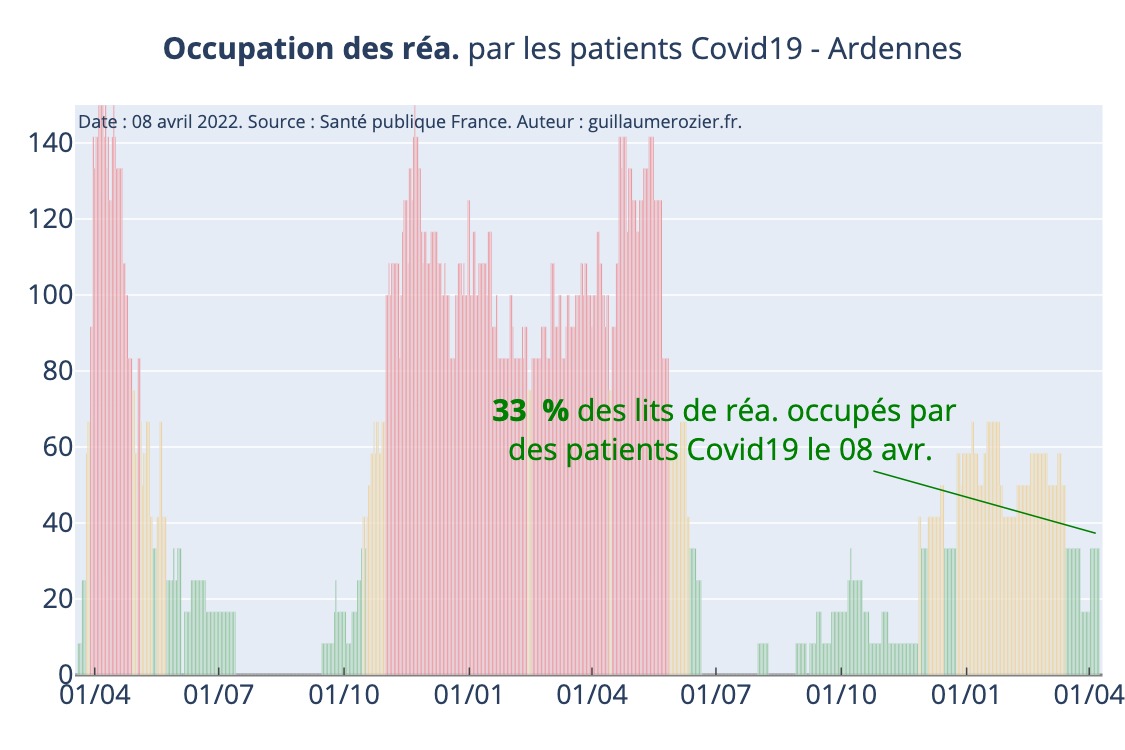 Occupation des réa. par les patients Covid19 - Ardennes
Date : 08 avril 2022. Source : Santé publique France. Auteur : guillaumerozier.fr.
140
120
100
80
33 % des lits de réa. occupés par
des patients Covid19 le 08 avr.
60
40
20
0
01/04 01/07 01/10 01/01 01/04 01/07 01/10 01/01 01/04